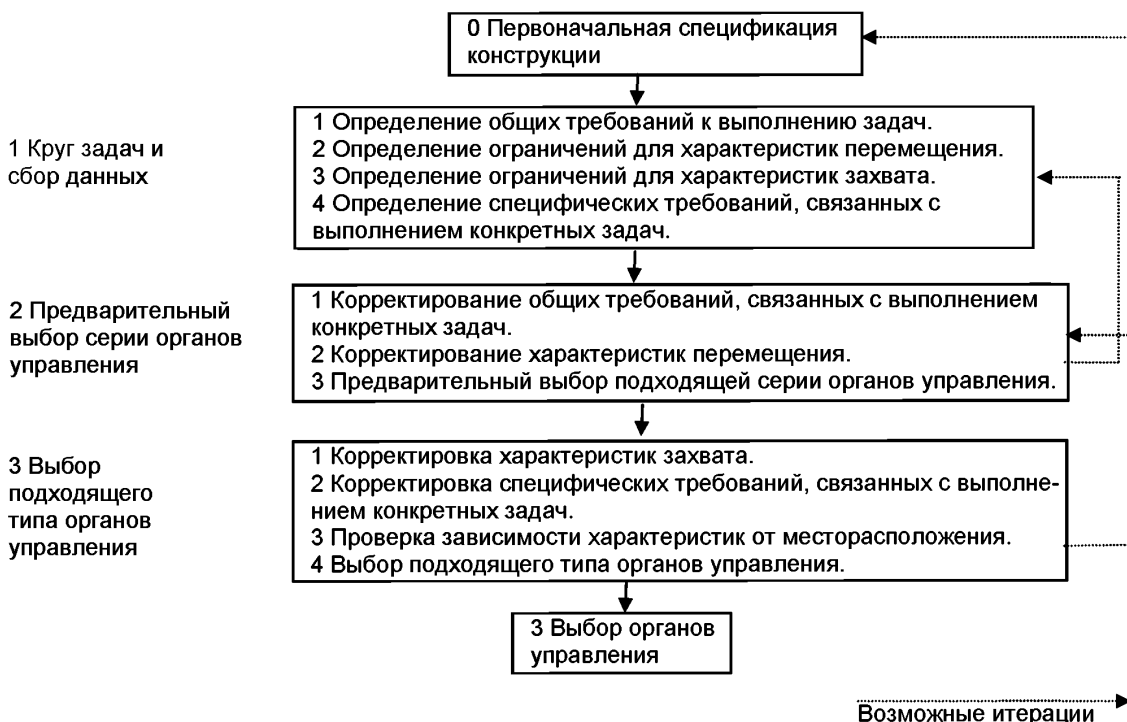 0 Первоначальная спецификация
конструкции
1 Круг задач и
сбор данных
1 Определение общих требований к выполнению задач.
2 Определение ограничений для характеристик перемещения.
3 Определение ограничений для характеристик захвата.
4 Определение специфических требований, связанных с
выполнением конкретных задач.
2 Предварительный
выбор серии органов
управления
1 Корректирование общих требований, связанных с выполнением
конкретных задач.
2 Корректирование характеристик перемещения.
3 Предварительный выбор подходящей серии органов управления.
3 Выбор
подходящего
типа органов
управления
1 Корректировка характеристик захвата.
2 Корректировка специфических требований, связанных с выполне-
нием конкретных задач.
3 Проверка зависимости характеристик от месторасположения.
4 Выбор подходящего типа органов управления.
3 Выбор органов
управления
Возможные итерации